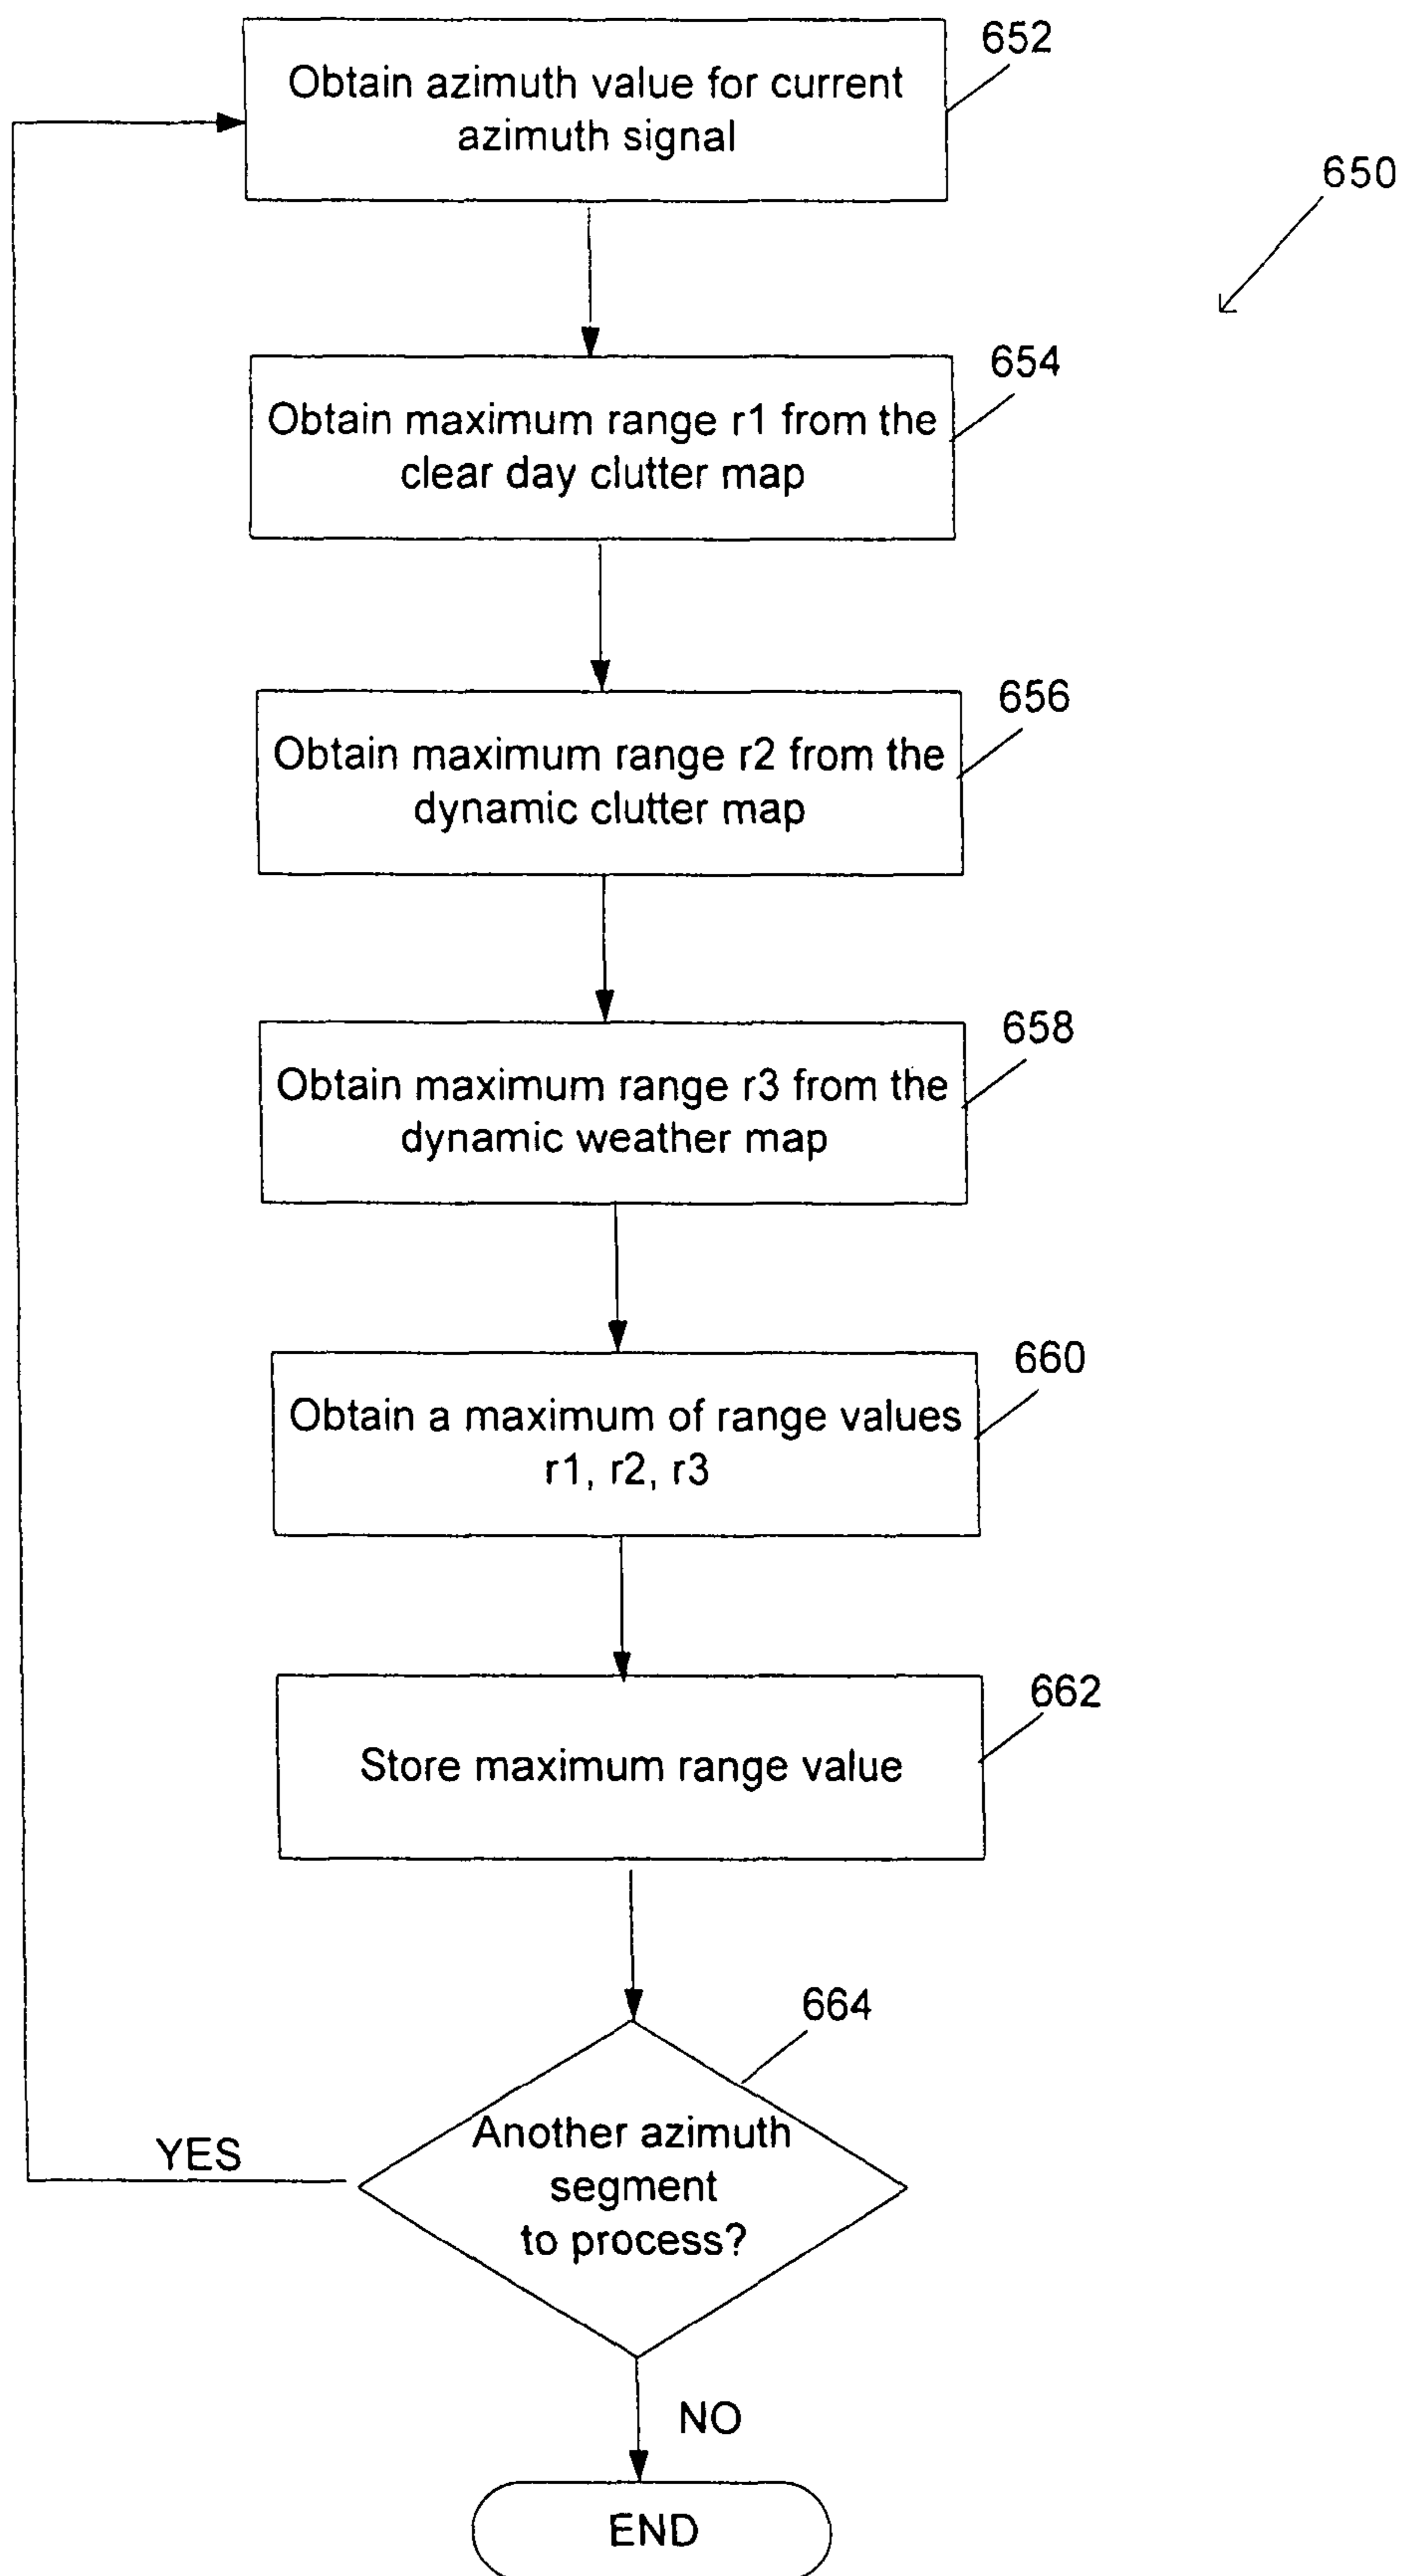 652
Obtain azimuth value for current
azimuth signal
650
654
Obtain maximum range r1 from the
clear day clutter map
656
Obtain maximum range r2 from the
dynamic clutter map
658
Obtain maximum range r3 from the
dynamic weather map
660
Obtain a maximum of range values
r1, r2, r3
662
Store maximum range value
664
Another azimuth
segment
to process?
YES
NO
END